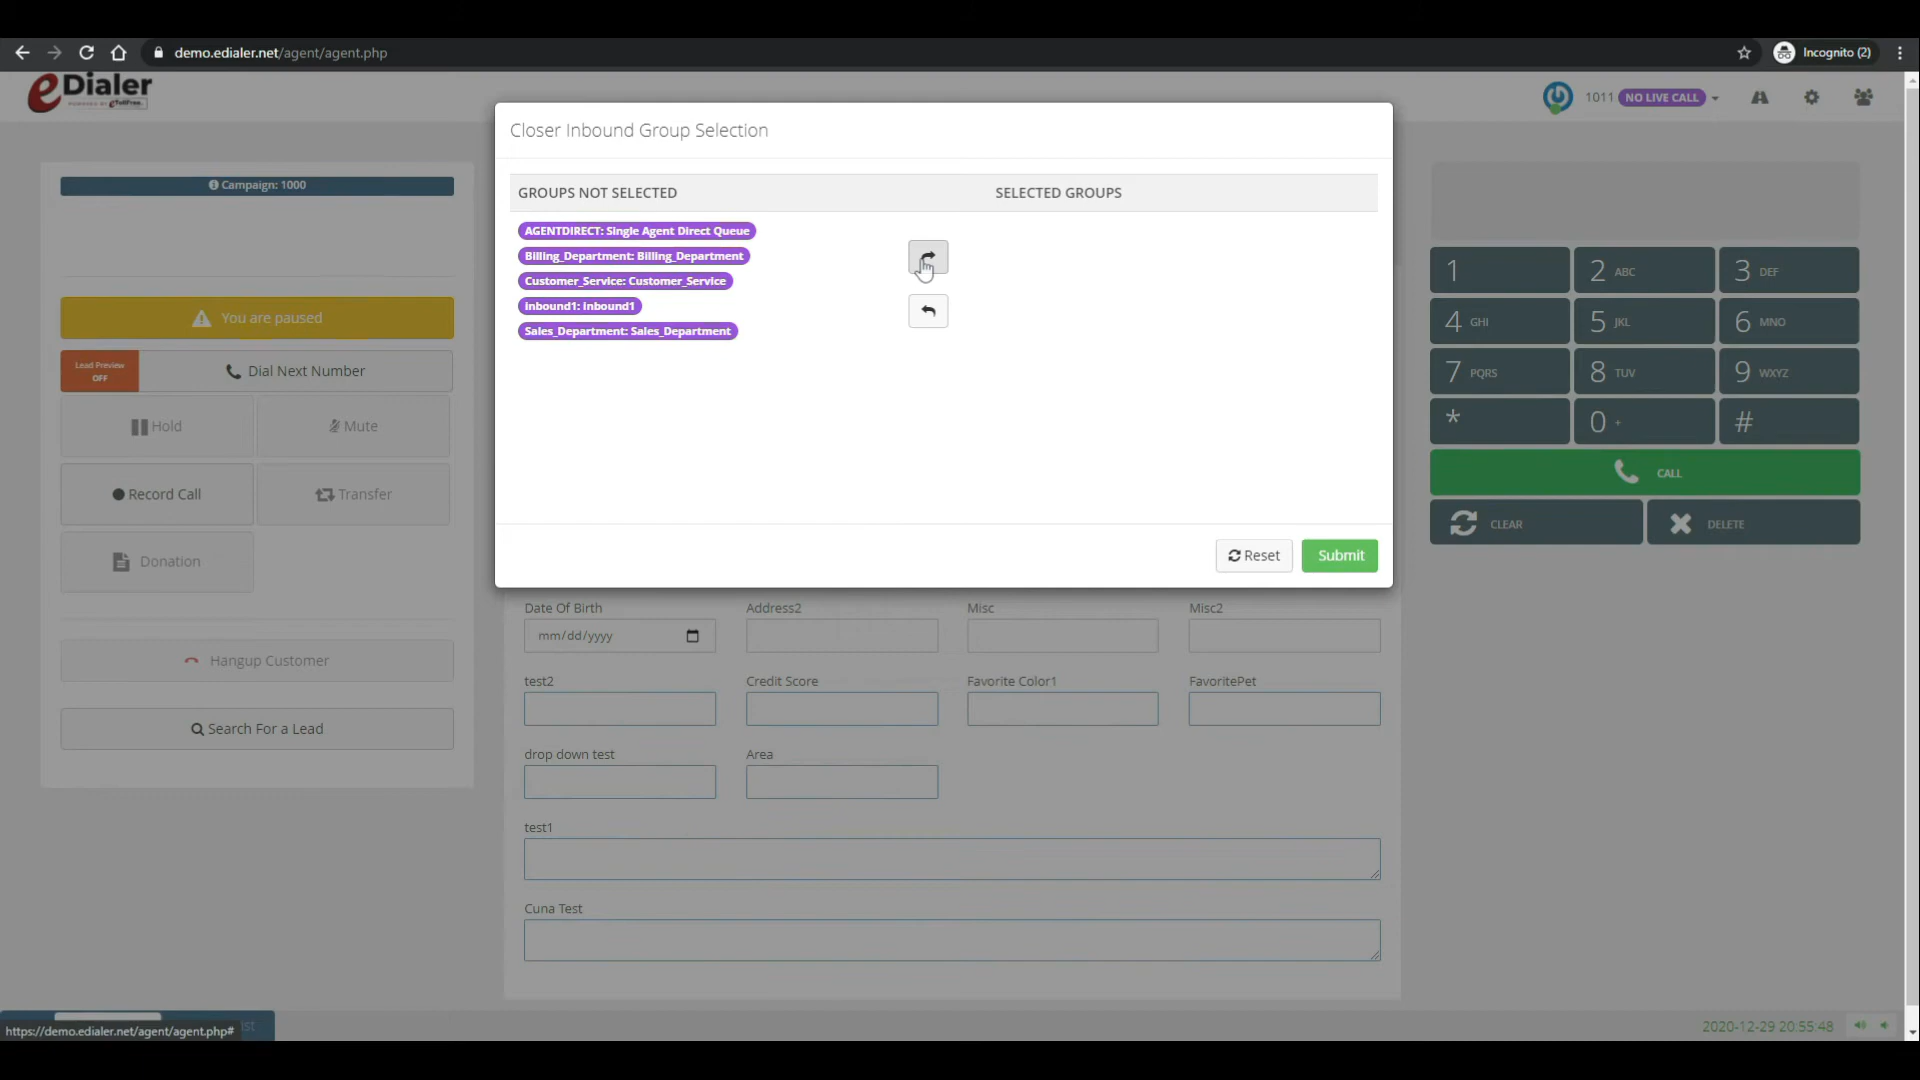 demo.edialer.net/agent/agent.php
Incognito (2)
eDialer
POWERED BY eTollFree
1011 NO LIVE CALL
Closer Inbound Group Selection
GROUPS NOT SELECTED
SELECTED GROUPS
AGENTDIRECT: Single Agent Direct Queue
Billing_Department: Billing_Department
Customer_Service: Customer_Service
Inbound1: Inbound1
Sales_Department: Sales_Department
Reset
Submit
Campaign: 1000
You are paused
Lead Preview
OFF
Dial Next Number
Hold
Mute
Record Call
Transfer
Donation
Hangup Customer
Search For a Lead
1
2 ABC
3 DEF
4 GHI
5 JKL
6 MNO
7 PQRS
8 TUV
9 WXYZ
*
0 +
#
CALL
CLEAR
DELETE
Date Of Birth
Address2
Misc
Misc2
mm/dd/yyyy
test2
Credit Score
Favorite Color1
FavoritePet
drop down test
Area
test1
Cuna Test
https://demo.edialer.net/agent/agent.php#
2020-12-29 20:55:48